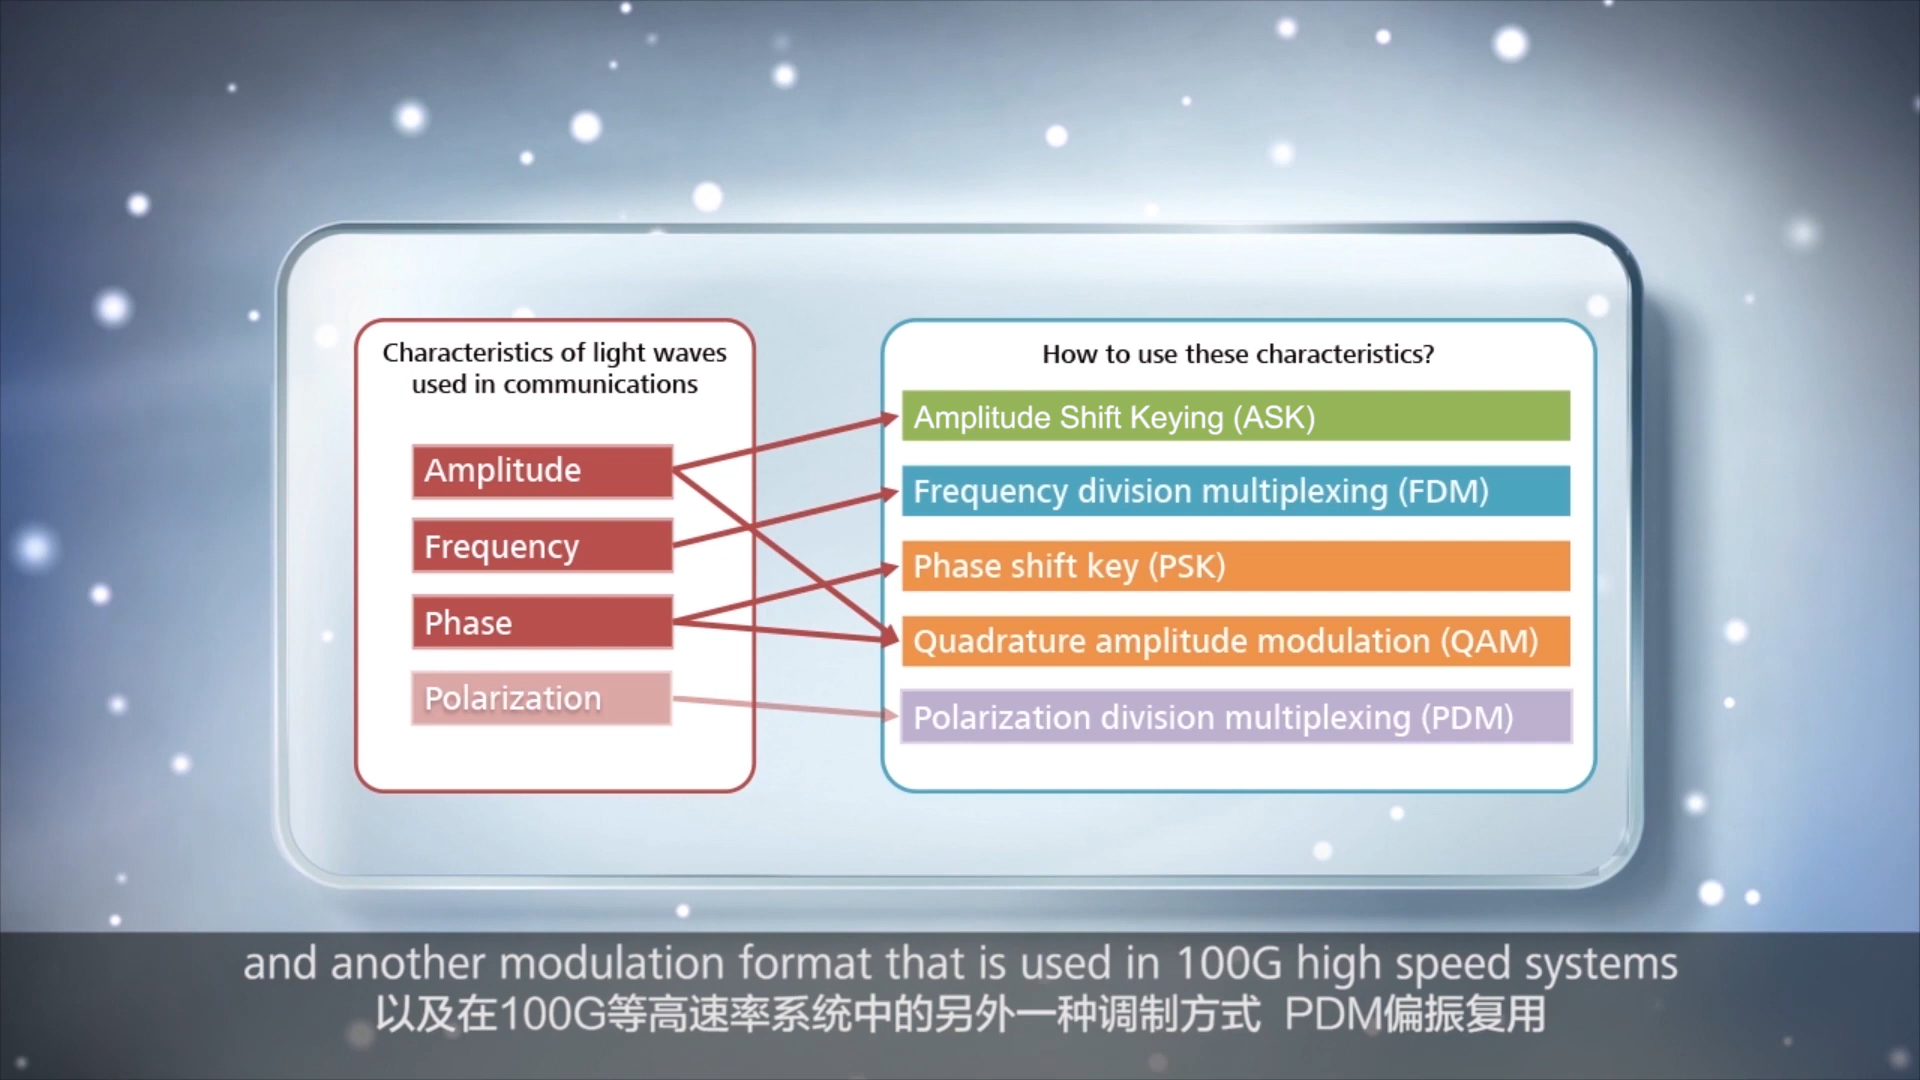 Characteristics of light waves
used in communications
Amplitude
Frequency
Phase
Polarization
How to use these characteristics?
Amplitude Shift Keying (ASK)
Frequency division multiplexing (FDM)
Phase shift key (PSK)
Quadrature amplitude modulation (QAM)
Polarization division multiplexing (PDM)
and another modulation format that is used in 100G high speed systems
以及在100G等高速率系统中的另外一种调制方式 PDM偏振复用